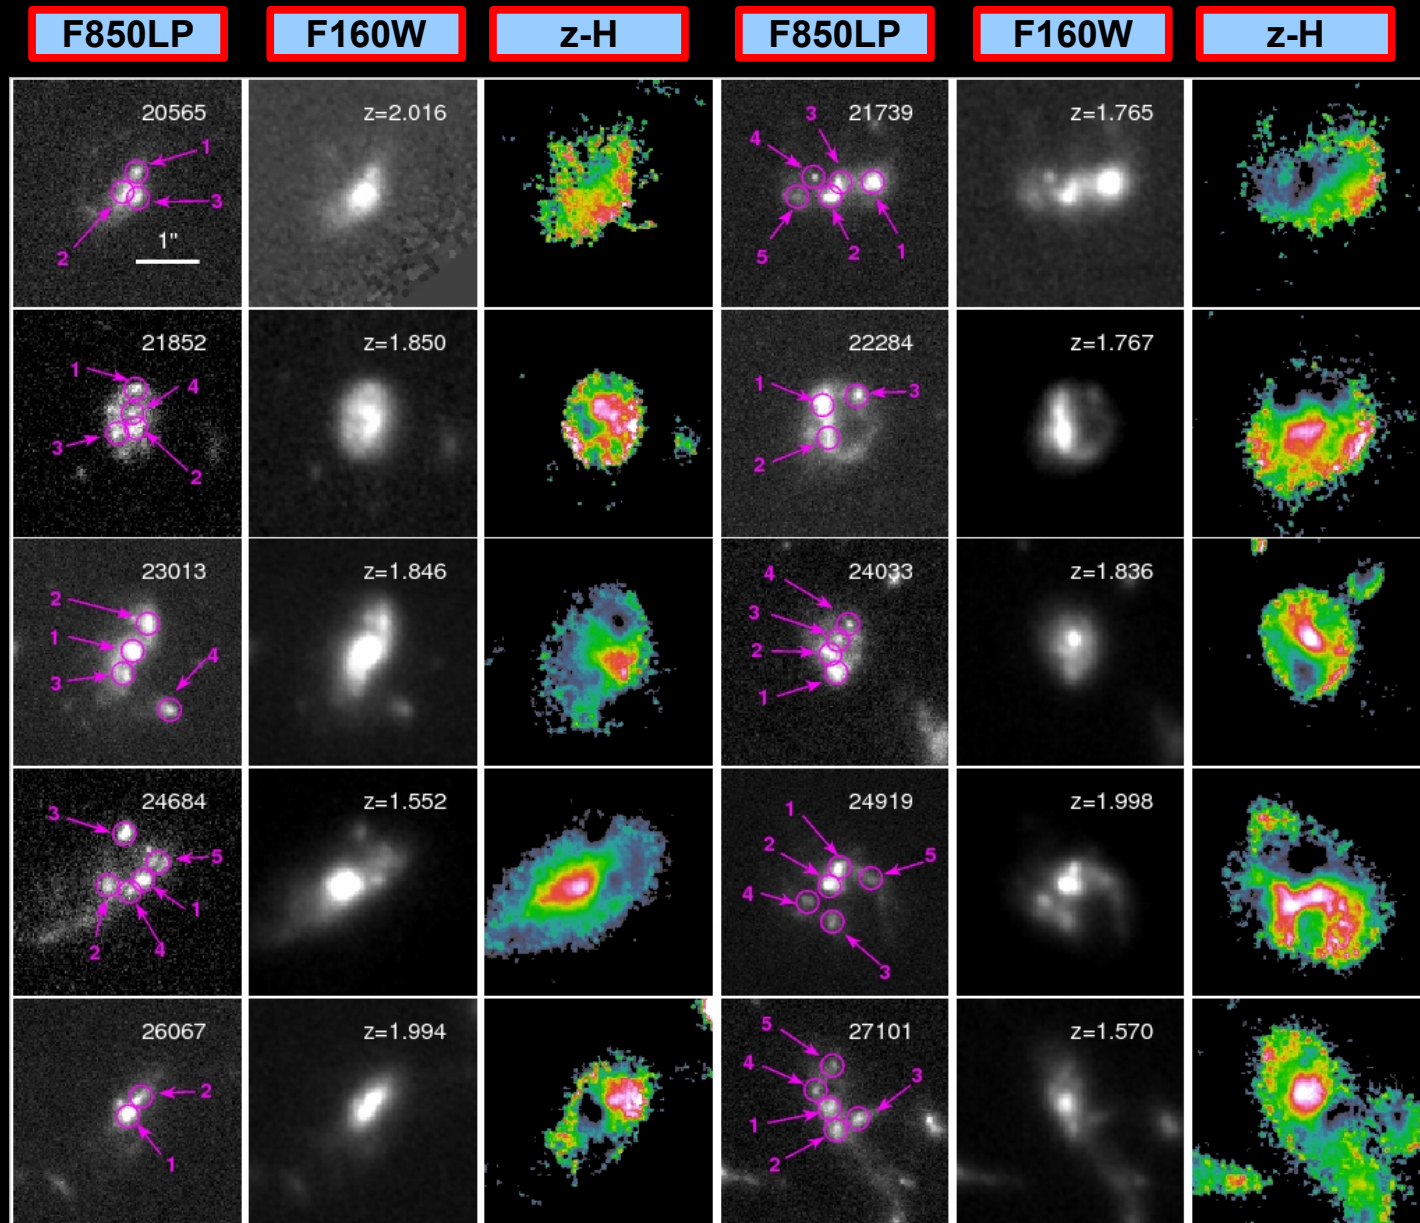 F850LP F160W z-H F850LP F160W z-H
20565 z=2.016 21739 z=1.765
1 2 3 1" 3 4 5 2 1
21852 z=1.850 22284 z=1.767
1 4 3 2 1 3 2
23013 z=1.846 24033 z=1.836
2 1 3 4 4 3 2 1
24684 z=1.552 24919 z=1.998
3 5 1 2 4 1 2 5 4 3
26067 z=1.994 27101 z=1.570
2 1 5 4 3 1 2